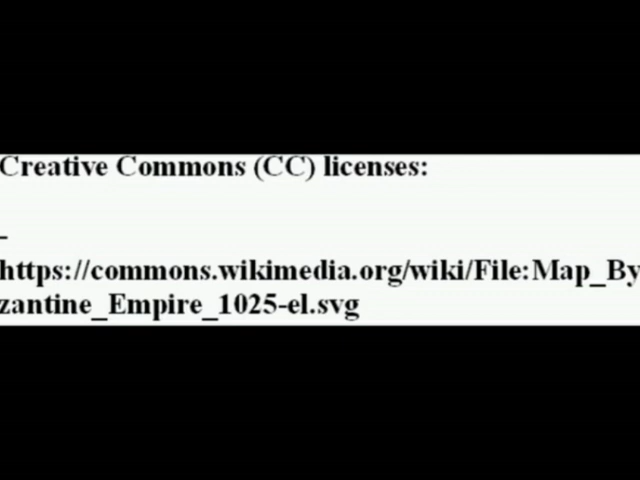 Creative Commons (CC) licenses:
-
https://commons.wikimedia.org/wiki/File:Map_By
zantine_Empire_1025-el.svg